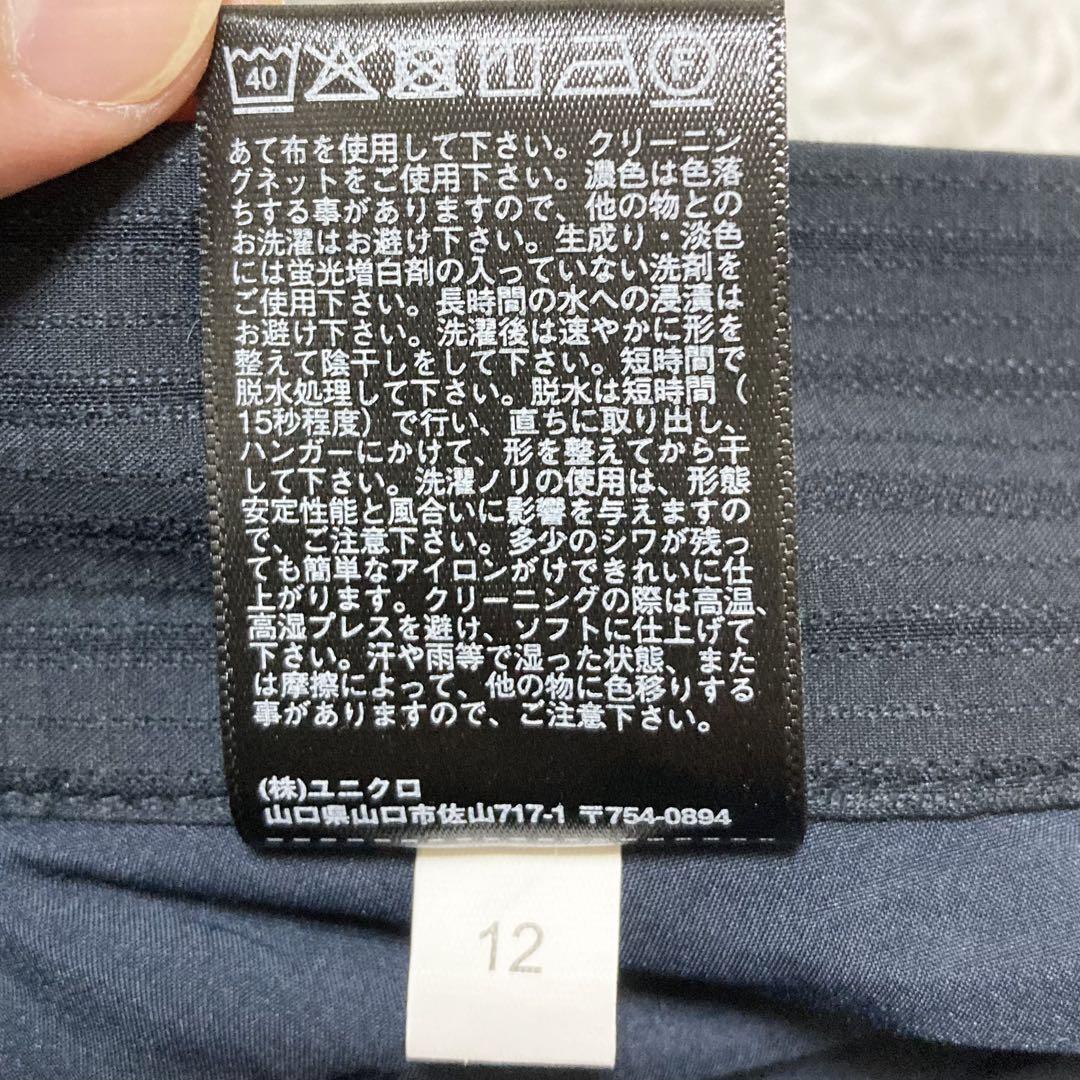 40
あて布を使用して下さい。クリーニン
グネットをご使用下さい。濃色は色落
ちする事がありますので、他の物との
お洗濯はお避け下さい。生成り・淡色
には蛍光増白剤の入っていない洗剤を
ご使用下さい。長時間の水への浸漬は
お避け下さい。洗濯後は速やかに形を
整えて陰干しをして下さい。短時間で
脱水処理して下さい。脱水は短時間（
15秒程度）で行い、直ちに取り出し、
ハンガーにかけて、形を整えてから干
して下さい。洗濯ノリの使用は、形態
安定性能と風合いに影響を与えますの
で、ご注意下さい。多少のシワが残っ
ても簡単なアイロンがけできれいに仕
上がります。クリーニングの際は高温、
高湿プレスを避け、ソフトに仕上げて
下さい。汗や雨等で湿った状態、また
は摩擦によって、他の物に色移りする
事がありますので、ご注意下さい。
(株)ユニクロ
山口県山口市佐山717-1 〒754-0894
12